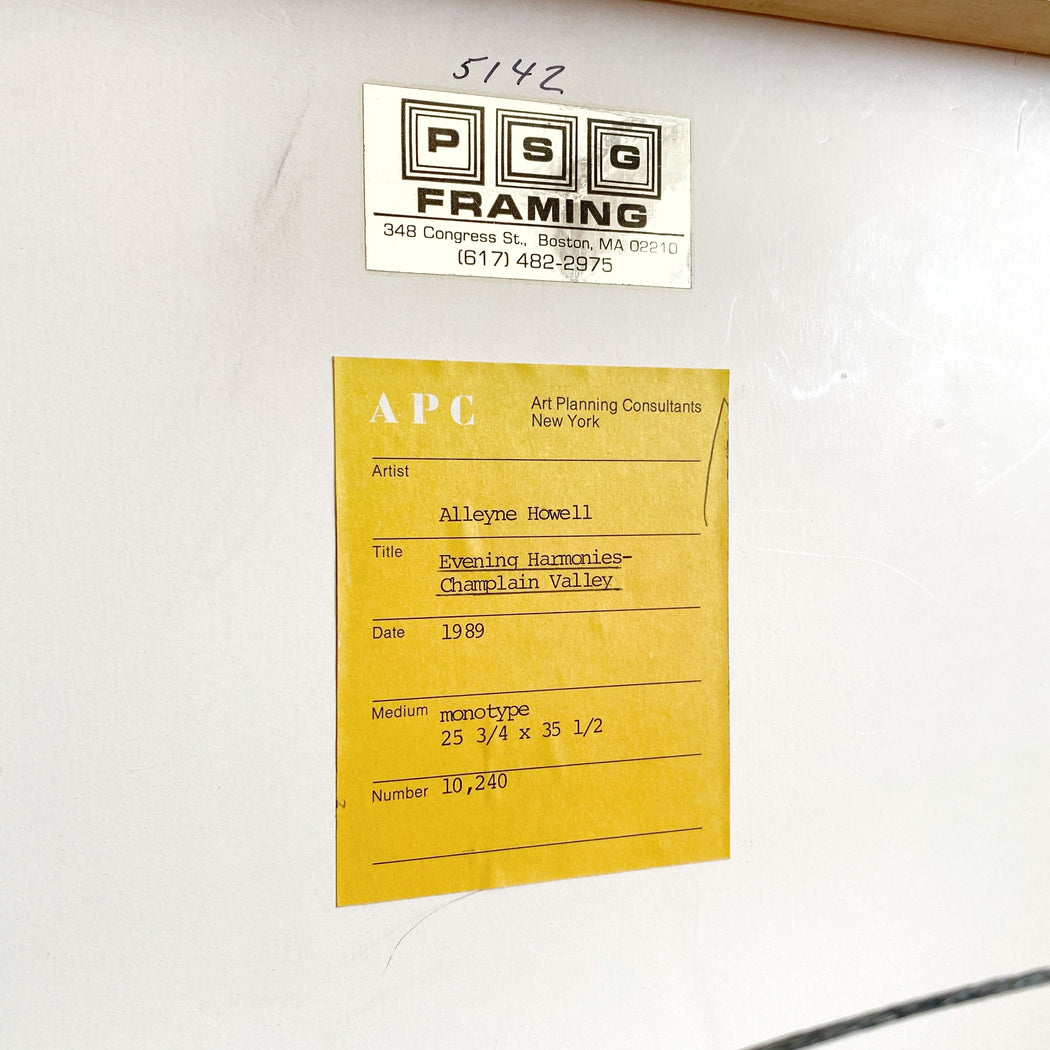 5142
P S G
FRAMING
348 Congress St., Boston, MA 02210
(617) 482-2975
APC
Art Planning Consultants
New York
Artist
Alleyne Howell
Title
Evening Harmonies-
Champlain Valley
Date 1989
Medium monotype
25 3/4 x 35 1/2
Number 10,240